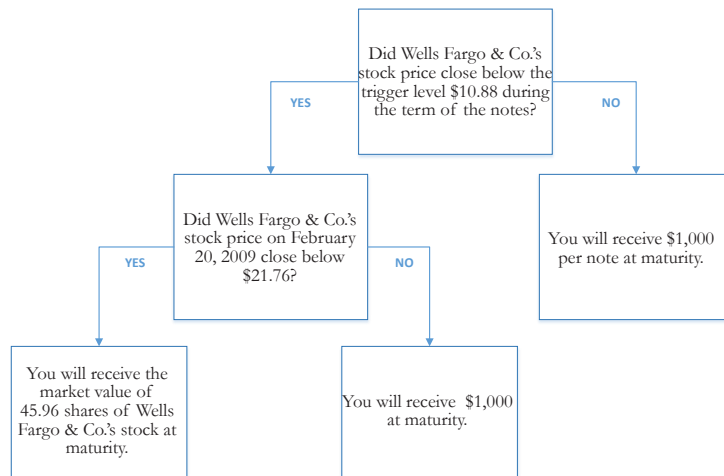 Did Wells Fargo & Co.'s
stock price close below the
trigger level $10.88 during
the term of the notes?
YES
NO
Did Wells Fargo & Co.'s
stock price on February
20, 2009 close below
$21.76?
You will receive $1,000
per note at maturity.
YES
NO
You will receive the
market value of
45.96 shares of Wells
Fargo & Co.'s stock at
maturity.
You will receive $1,000
at maturity.